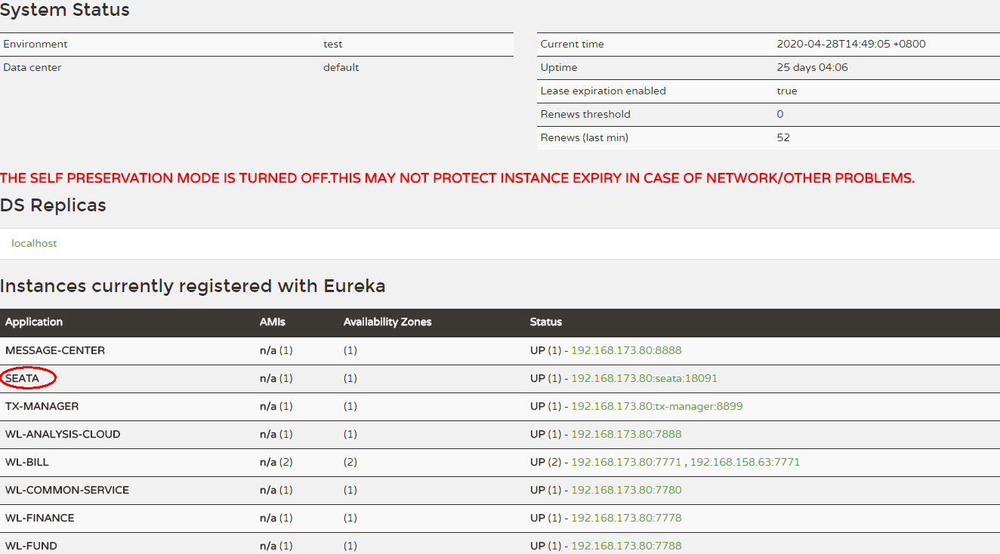 System Status
Environment test
Data center default
Current time 2020-04-28T14:49:05 +0800
Uptime 25 days 04:06
Lease expiration enabled true
Renews threshold 0
Renews (last min) 52
THE SELF PRESERVATION MODE IS TURNED OFF.THIS MAY NOT PROTECT INSTANCE EXPIRY IN CASE OF NETWORK/OTHER PROBLEMS.
DS Replicas
localhost
Instances currently registered with Eureka
Application AMIs Availability Zones Status
MESSAGE-CENTER n/a (1) (1) UP (1) - 192.168.173.80:8888
SEATA n/a (1) (1) UP (1) - 192.168.173.80:seata:18091
TX-MANAGER n/a (1) (1) UP (1) - 192.168.173.80:tx-manager:8899
WL-ANALYSIS-CLOUD n/a (1) (1) UP (1) - 192.168.173.80:7888
WL-BILL n/a (2) (2) UP (2) - 192.168.173.80:7771 , 192.168.158.63:7771
WL-COMMON-SERVICE n/a (1) (1) UP (1) - 192.168.173.80:7780
WL-FINANCE n/a (1) (1) UP (1) - 192.168.173.80:7778
WL-FUND n/a (1) (1) UP (1) - 192.168.173.80:7788